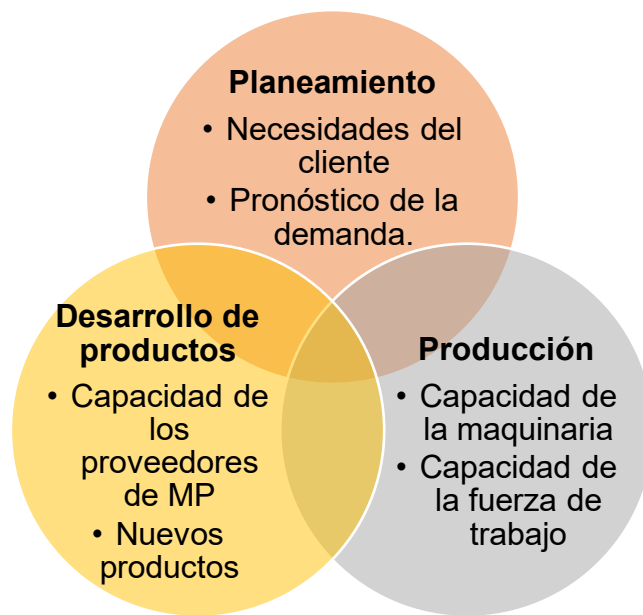 Planeamiento
• Necesidades del
cliente
• Pronóstico de la
demanda.
Desarrollo de
productos
• Capacidad de
los
proveedores
de MP
• Nuevos
productos
Producción
• Capacidad de
la maquinaria
• Capacidad de
la fuerza de
trabajo